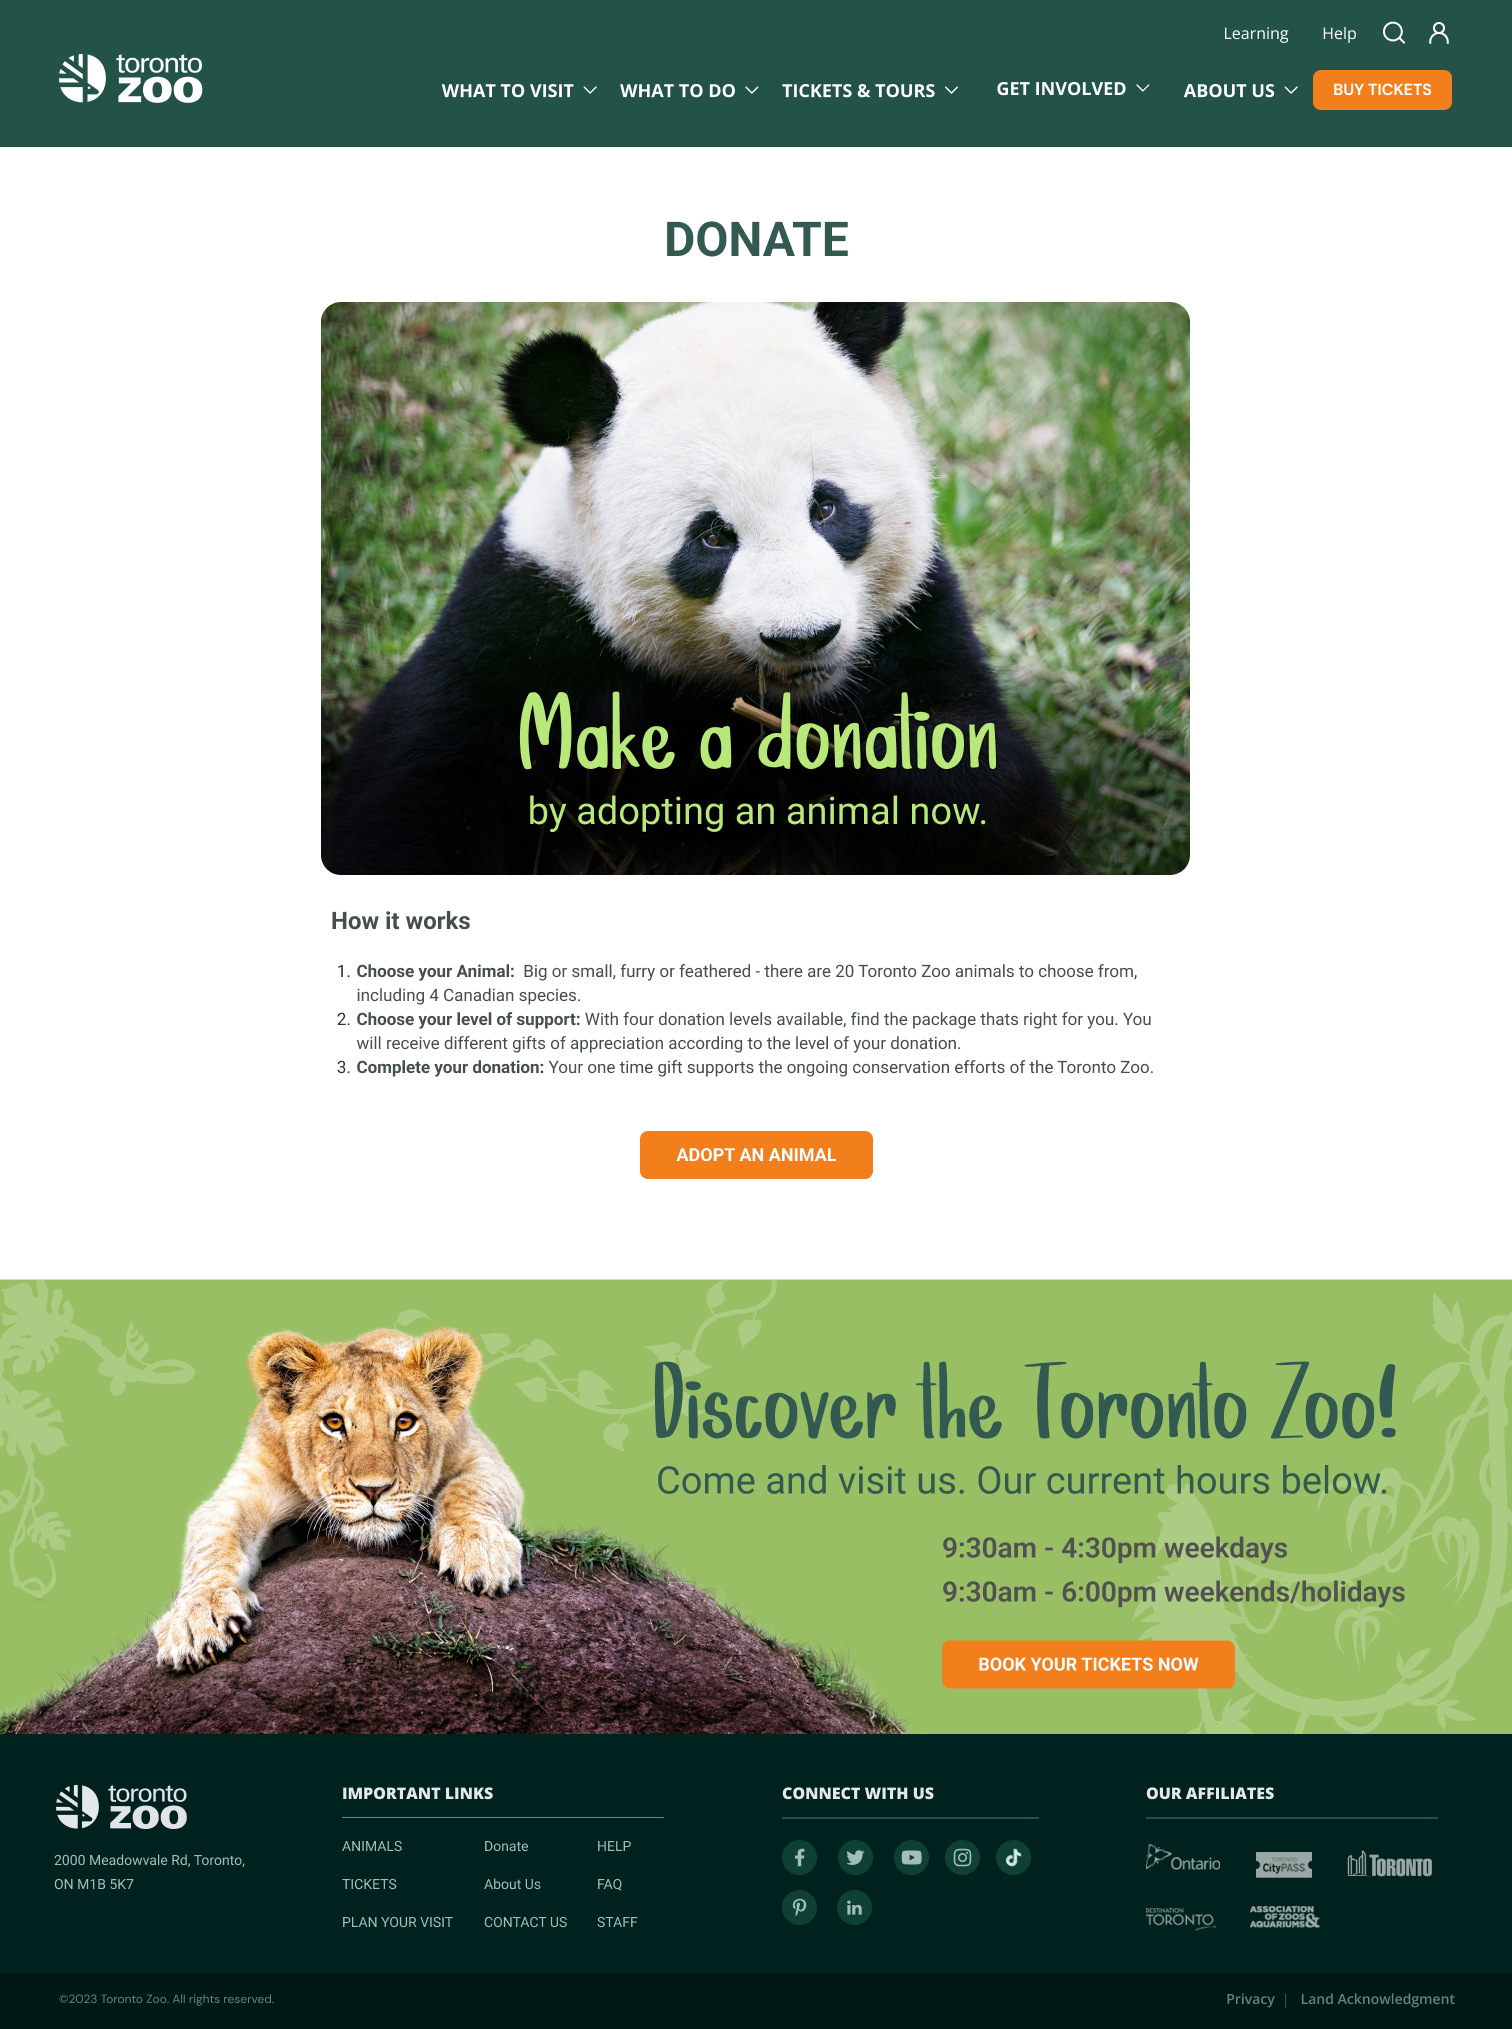 Learning Help
toronto
ZOO
WHAT TO VISIT WHAT TO DO TICKETS & TOURS GET INVOLVED ABOUT US BUY TICKETS
DONATE
Make a donation
by adopting an animal now.
How it works
1. Choose your Animal: Big or small, furry or feathered - there are 20 Toronto Zoo animals to choose from,
including 4 Canadian species.
2. Choose your level of support: With four donation levels available, find the package thats right for you. You
will receive different gifts of appreciation according to the level of your donation.
3. Complete your donation: Your one time gift supports the ongoing conservation efforts of the Toronto Zoo.
ADOPT AN ANIMAL
Discover the Toronto Zoo!
Come and visit us. Our current hours below.
9:30am - 4:30pm weekdays
9:30am - 6:00pm weekends/holidays
BOOK YOUR TICKETS NOW
toronto
ZOO
2000 Meadowvale Rd, Toronto,
ON M1B 5K7
IMPORTANT LINKS
ANIMALS Donate HELP
TICKETS About Us FAQ
PLAN YOUR VISIT CONTACT US STAFF
CONNECT WITH US
OUR AFFILIATES
Ontario
TORONTO
CityPASS
TORONTO
DESTINATION
TORONTO
ASSOCIATION
OF ZOOS
AQUARIUMS&
©2023 Toronto Zoo. All rights reserved.
Privacy | Land Acknowledgment